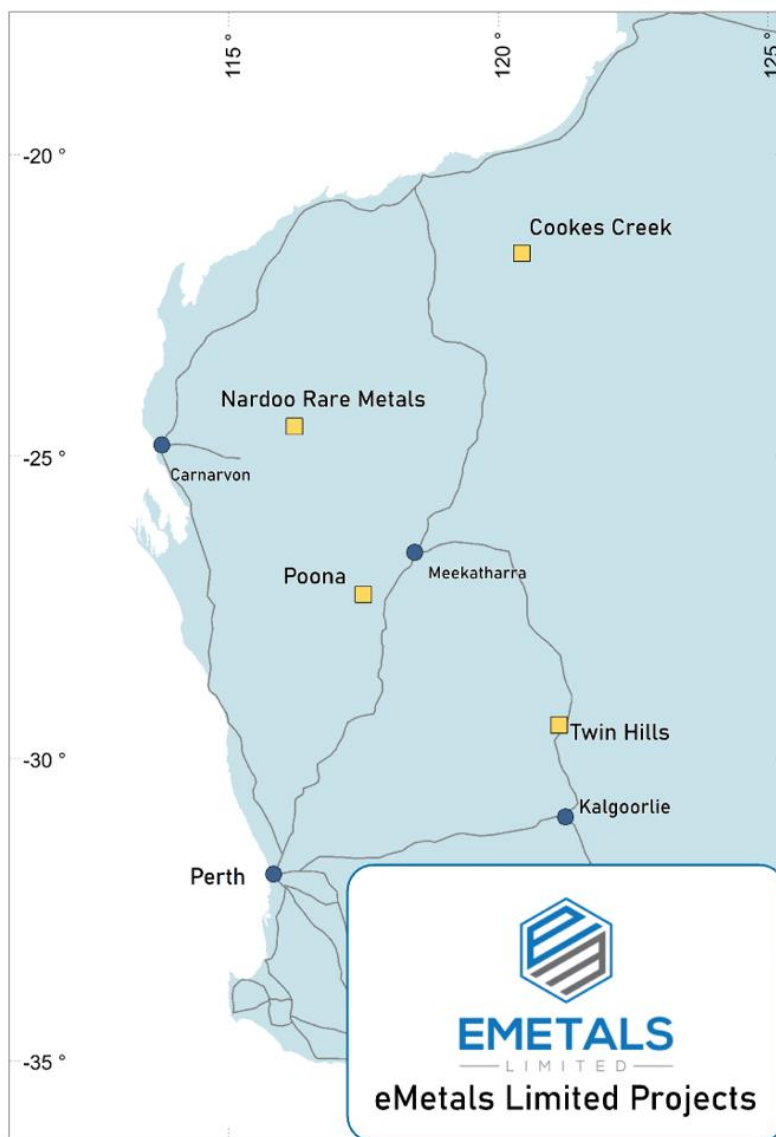 115 °
120 °
125 °
-20 °
Cookes Creek
Nardoo Rare Metals
-25 °
Carnarvon
Poona
Meekatharra
-30 °
Twin Hills
Kalgoorlie
Perth
-35 °
EMETALS
LIMITED
eMetals Limited Projects